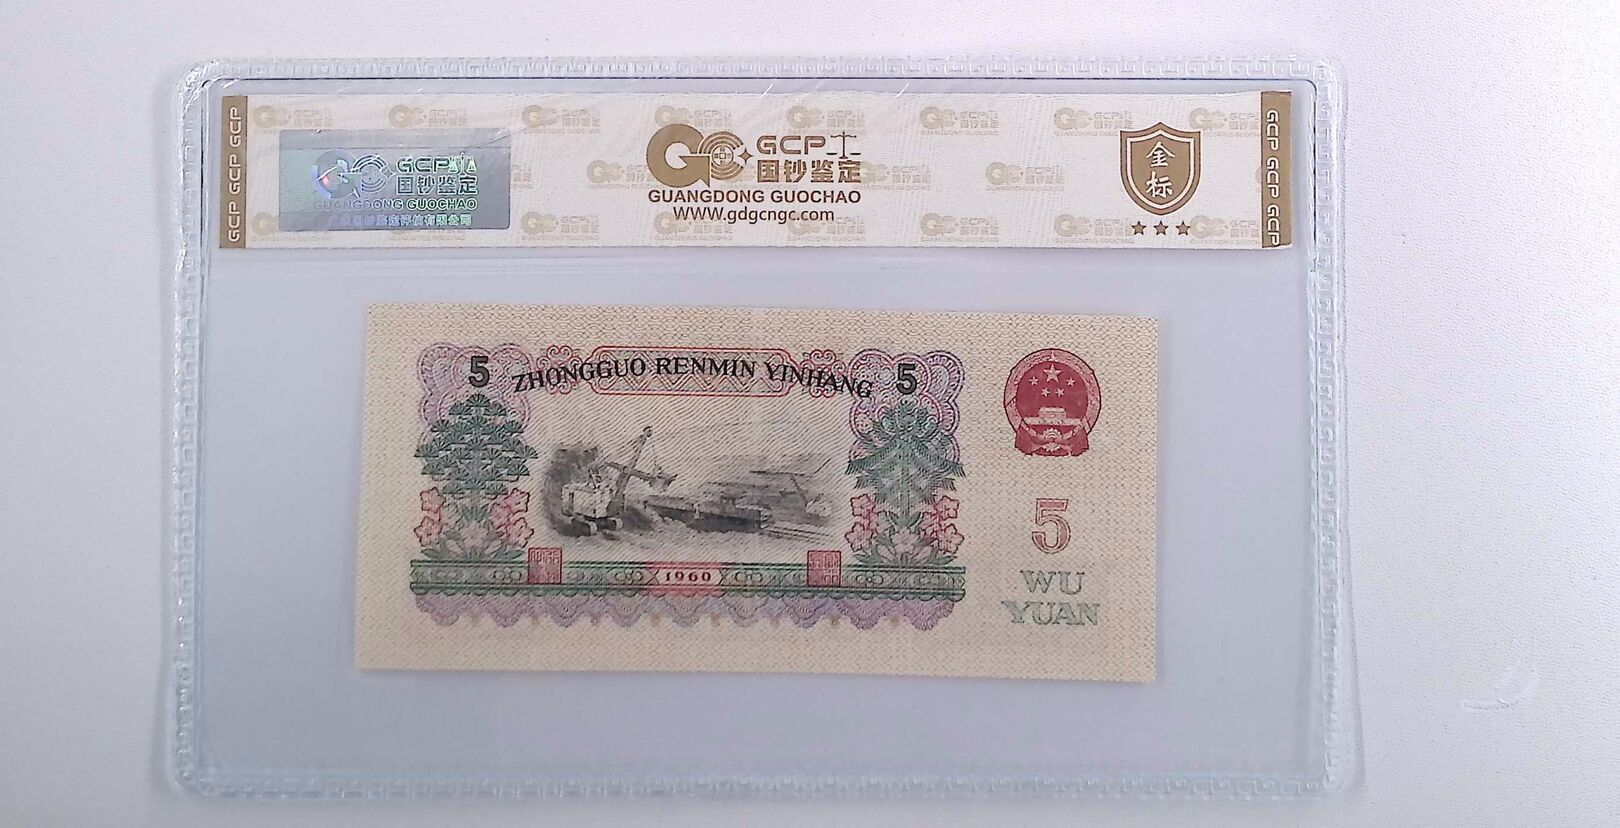 GCP GCP GCP
GCP
国钞鉴定
GUANGDONG GUOCHAO
GCP
国钞鉴定
GUANGDONG GUOCHAO
WWW.gdgcngc.com
金标
GCP GCP GCP
5 ZHONGGUO RENMIN YINHANG 5
5
WU
YUAN
1960